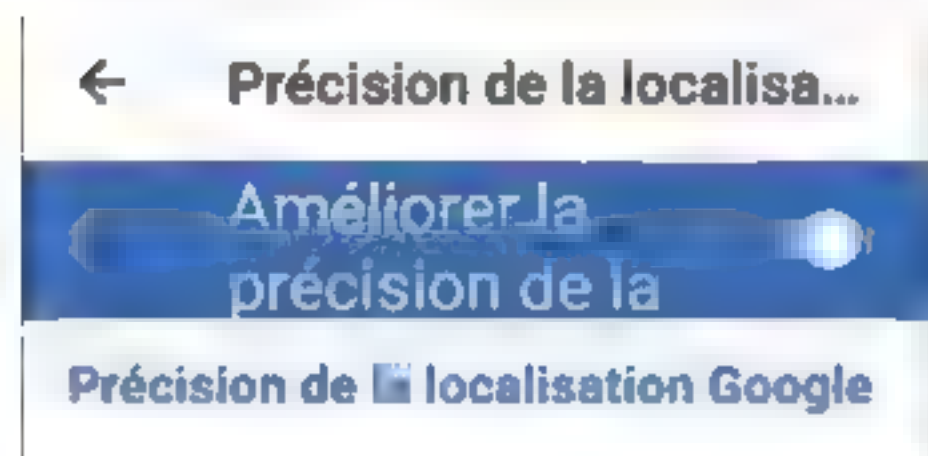 Précision de la localisa...
Améliorer la
précision de la
Précision de localisation Google